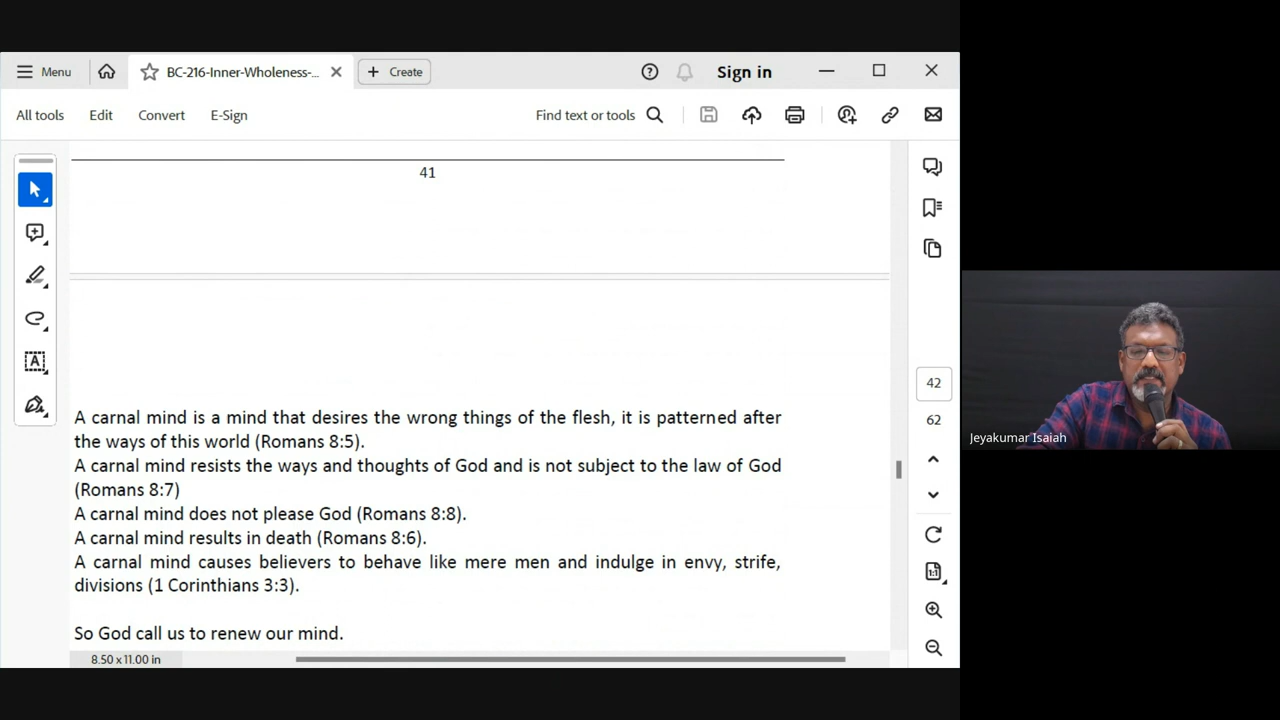 Menu
BC-216-Inner-Wholeness-...
Create
Sign in
All tools
Edit
Convert
E-Sign
Find text or tools
41
A carnal mind is a mind that desires the wrong things of the flesh, it is patterned after
the ways of this world (Romans 8:5).
A carnal mind resists the ways and thoughts of God and is not subject to the law of God
(Romans 8:7)
A carnal mind does not please God (Romans 8:8).
A carnal mind results in death (Romans 8:6).
A carnal mind causes believers to behave like mere men and indulge in envy, strife,
divisions (1 Corinthians 3:3).
So God call us to renew our mind.
8.50 x 11.00 in
42
62
1:1
Jeyakumar Isaiah